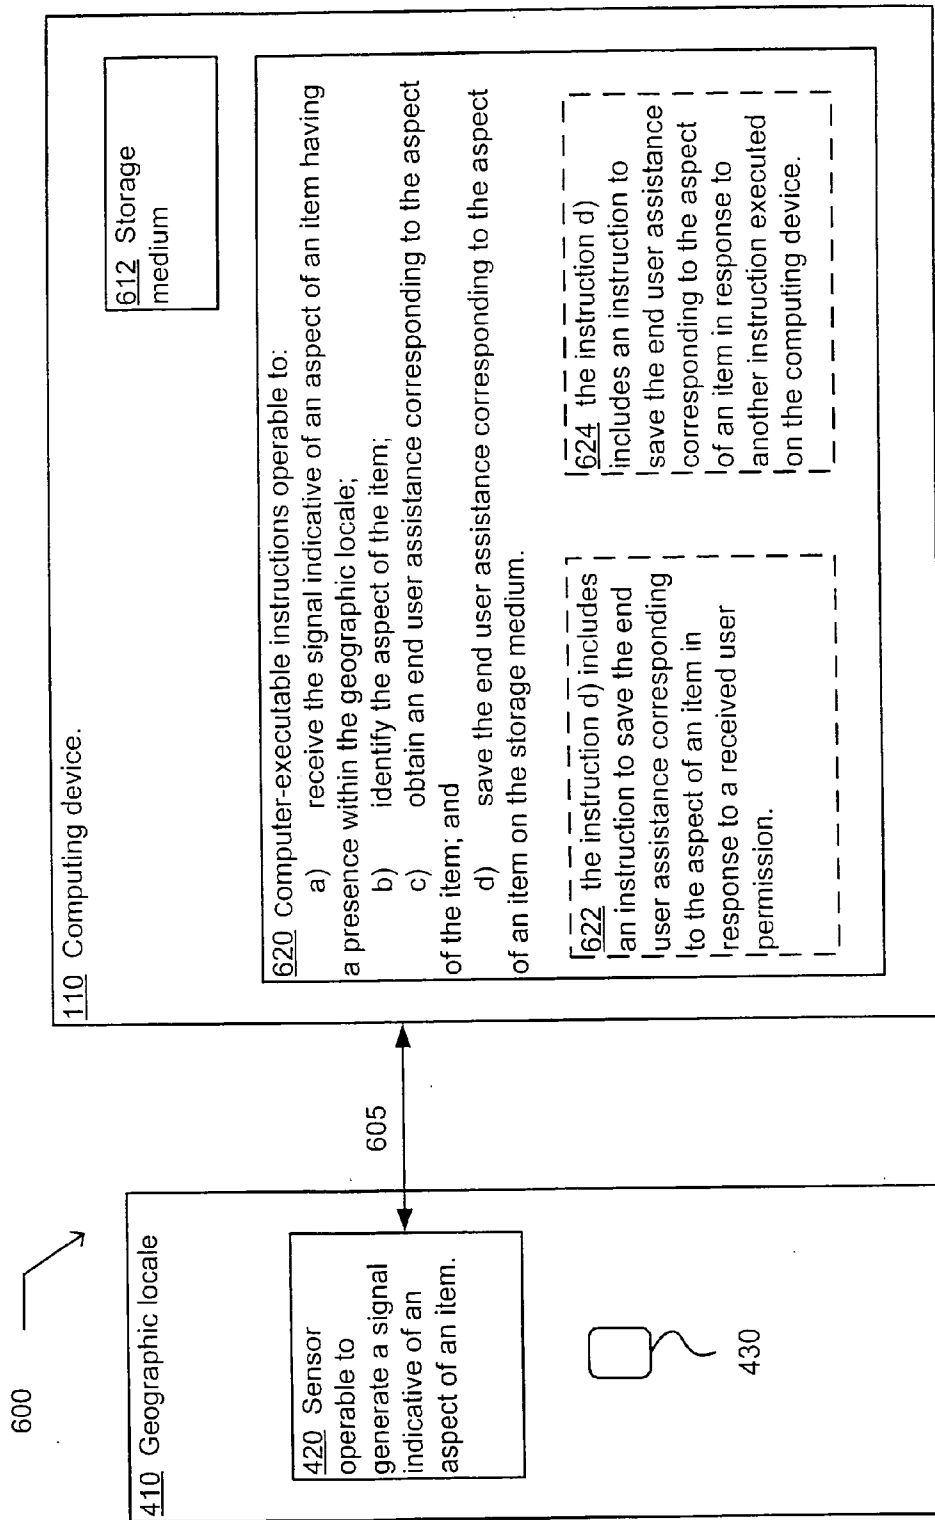 600
410 Geographic locale
420 Sensor
operable to
generate a signal
indicative of an
aspect of an item.
430
605
110 Computing device.
612 Storage
medium
620 Computer-executable instructions operable to:
a) receive the signal indicative of an aspect of an item having
a presence within the geographic locale;
b) identify the aspect of the item;
c) obtain an end user assistance corresponding to the aspect
of the item; and
d) save the end user assistance corresponding to the aspect
of an item on the storage medium.
622 the instruction d) includes
an instruction to save the end
user assistance corresponding
to the aspect of an item in
response to a received user
permission.
624 the instruction d)
includes an instruction to
save the end user assistance
corresponding to the aspect
of an item in response to
another instruction executed
on the computing device.